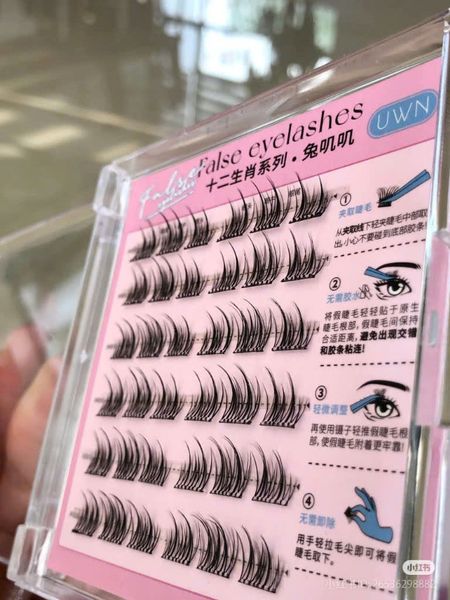 False eyelashes
UWN
十二生肖系列·兔叽叽
①
夹取睫毛
从夹取线下轻夹睫毛中部取
出,小心不要碰到底部胶条
②
无需胶水
将假睫毛轻轻贴于原生
睫毛根部,假睫毛间保持
合适距离,避免出现交错
和胶条粘连!
③
轻微调整
再使用镊子轻推假睫毛根
部,使假睫毛附着更牢靠!
④
无需卸除
用手轻拉毛尖即可将假
睫毛取下。
小红书